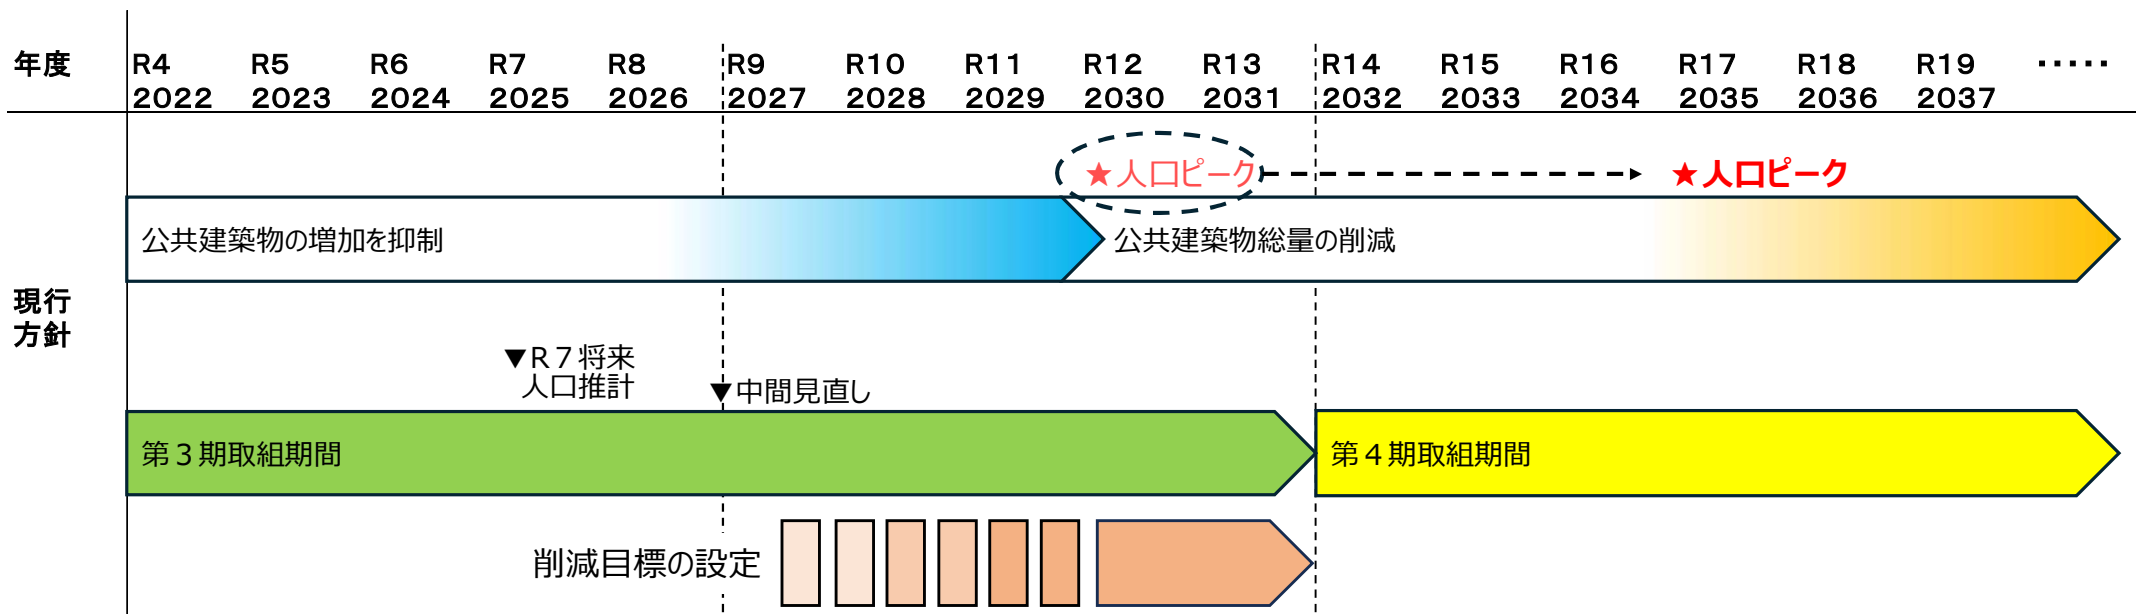 年度 R4 R5 R6 R7 R8 R9 R10 R11 R12 R13 R14 R15 R16 R17 R18 R19 ・・・・・
2022 2023 2024 2025 2026 2027 2028 2029 2030 2031 2032 2033 2034 2035 2036 2037
★人口ピーク ★人口ピーク
公共建築物の増加を抑制 公共建築物総量の削減
現行
方針
▼R７将来
人口推計
▼中間見直し
第３期取組期間 第４期取組期間
削減目標の設定